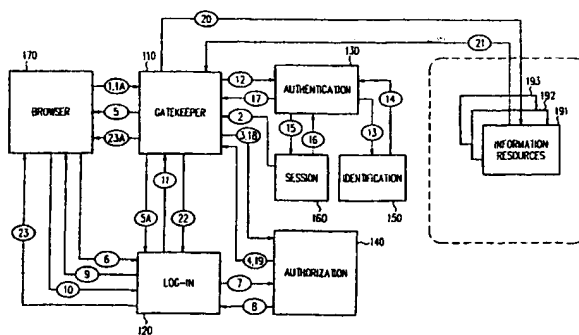 20
170
110
130
21
BROWSER
1,1A
GATEKEEPER
12
AUTHENTICATION
193
192
191
5
17
14
INFORMATION
RESOURCES
2
15
16
13
23A
3,18
SESSION
IDENTIFICATION
11
160
150
5A
22
140
23
6
4,19
AUTHORIZATION
9
LOG-IN
7
10
8
120